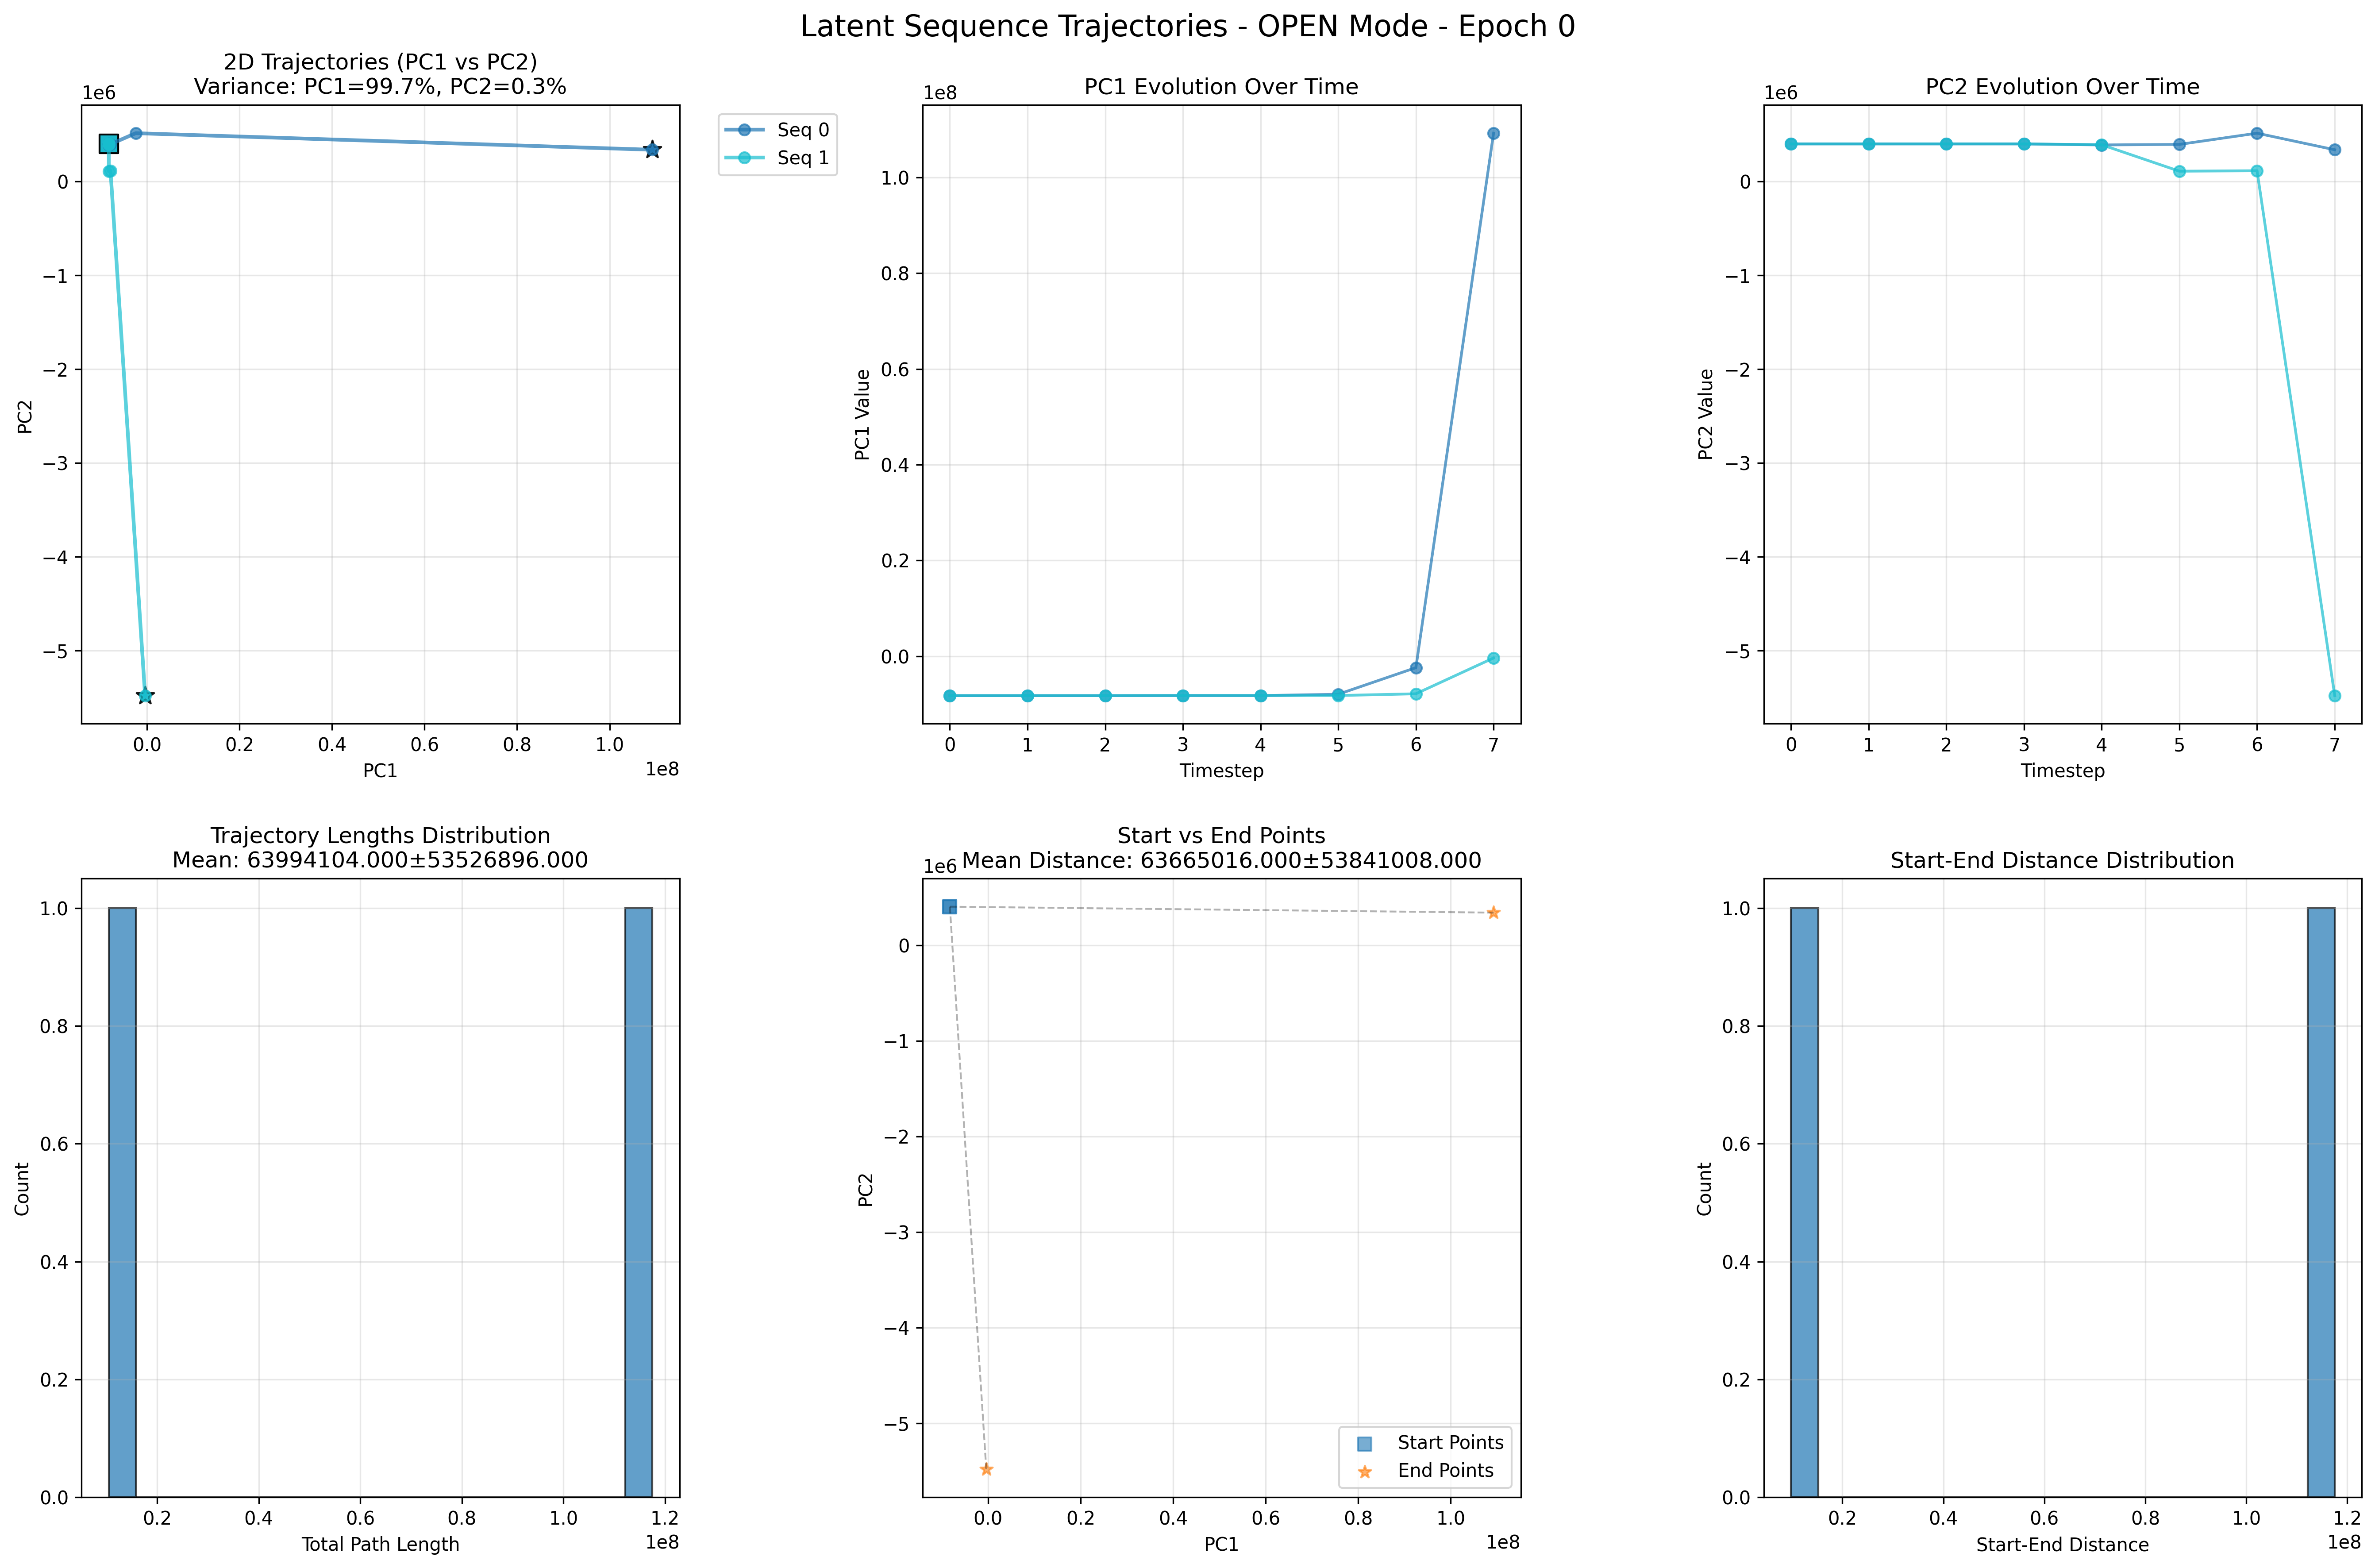 Latent Sequence Trajectories - OPEN Mode - Epoch 0
2D Trajectories (PC1 vs PC2)
Variance: PC1=99.7%, PC2=0.3%
1e6
0
−1
−2
−3
−4
−5
PC2
0.0 0.2 0.4 0.6 0.8 1.0
PC1
1e8
Seq 0
Seq 1
PC1 Evolution Over Time
1e8
1.0
0.8
0.6
0.4
0.2
0.0
PC1 Value
0 1 2 3 4 5 6 7
Timestep
PC2 Evolution Over Time
1e6
0
−1
−2
−3
−4
−5
PC2 Value
0 1 2 3 4 5 6 7
Timestep
Trajectory Lengths Distribution
Mean: 63994104.000±53526896.000
1.0
0.8
0.6
0.4
0.2
0.0
Count
0.2 0.4 0.6 0.8 1.0 1.2
Total Path Length
1e8
Start vs End Points
Mean Distance: 63665016.000±53841008.000
1e6
0
−1
−2
−3
−4
−5
PC2
Start Points
End Points
0.0 0.2 0.4 0.6 0.8 1.0
PC1
1e8
Start-End Distance Distribution
1.0
0.8
0.6
0.4
0.2
0.0
Count
0.2 0.4 0.6 0.8 1.0 1.2
Start-End Distance
1e8